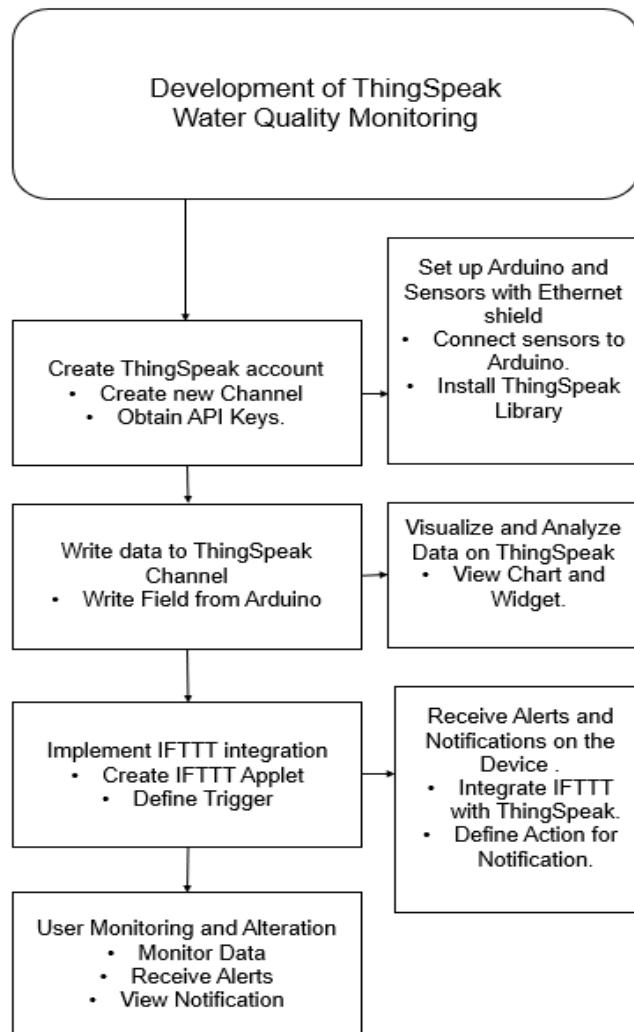 Development of ThingSpeak
Water Quality Monitoring
Create ThingSpeak account
• Create new Channel
• Obtain API Keys.
Set up Arduino and
Sensors with Ethernet
shield
• Connect sensors to
Arduino.
• Install ThingSpeak
Library
Write data to ThingSpeak
Channel
• Write Field from Arduino
Visualize and Analyze
Data on ThingSpeak
• View Chart and
Widget.
Implement IFTTT integration
• Create IFTTT Applet
• Define Trigger
Receive Alerts and
Notifications on the
Device .
• Integrate IFTTT
with ThingSpeak.
• Define Action for
Notification.
User Monitoring and Alteration
• Monitor Data
• Receive Alerts
• View Notification